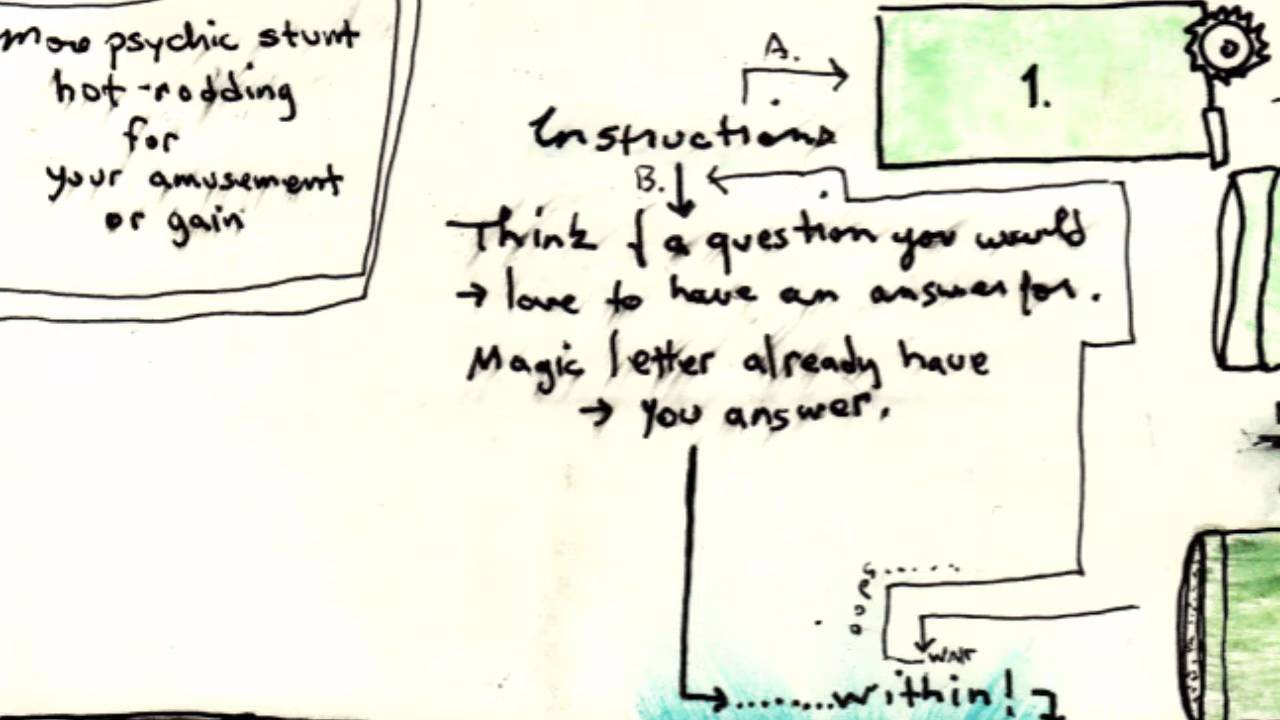 More psychic stunt
hot-rodding
for
your amusement
or gain
A.
1.
Instructions
B.
Think of a question you would
→ love to have an answer for.
Magic letter already have
→ you answer.
→ ........within!